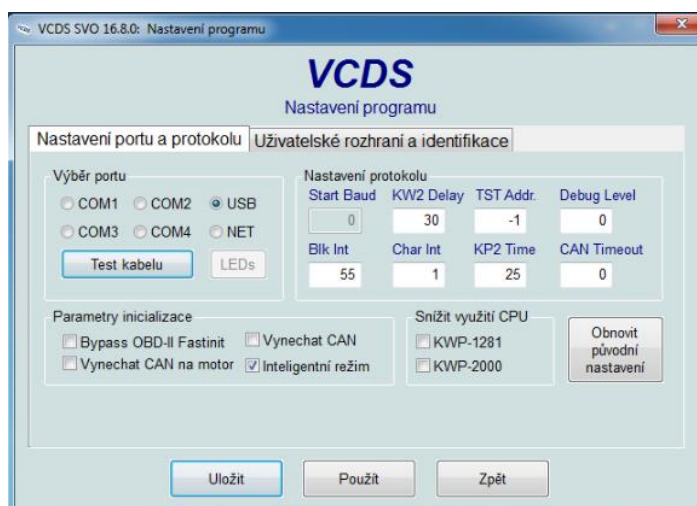 VCDS SVO 16.8.0: Nastavení programu
VCDS
Nastavení programu
Nastavení portu a protokolu Uživatelské rozhraní a identifikace
Výběr portu
COM1 COM2 USB
COM3 COM4 NET
Test kabelu LEDs
Nastavení protokolu
Start Baud KW2 Delay TST Addr. Debug Level
0 30 -1 0
Blk Int Char Int KP2 Time CAN Timeout
55 1 25 0
Parametry inicializace
Bypass OBD-II Fastinit Vynechat CAN
Vynechat CAN na motor Inteligentní režim
Snížit využití CPU
KWP-1281
KWP-2000
Obnovit
původní
nastavení
Uložit Použít Zpět